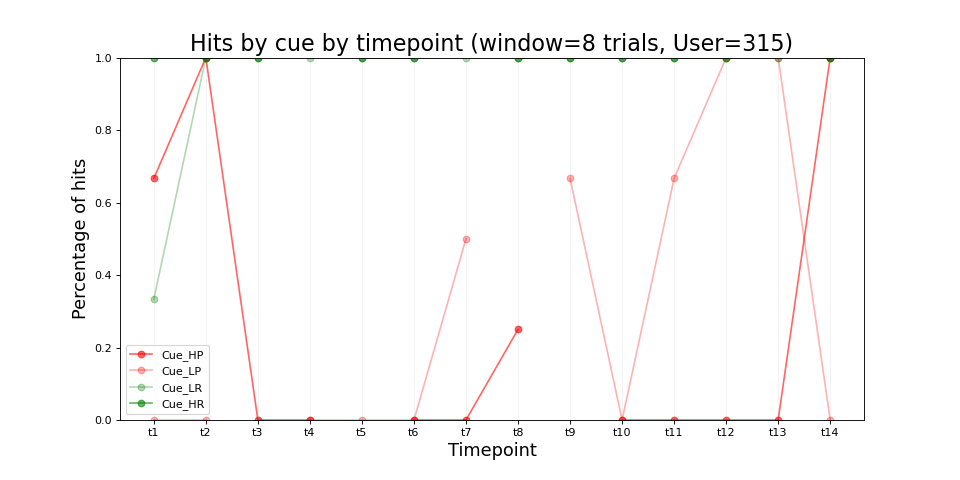 Hits by cue by timepoint (window=8 trials, User=315)
Percentage of hits
1.0
0.8
0.6
0.4
0.2
0.0
Cue_HP
Cue_LP
Cue_LR
Cue_HR
t1 t2 t3 t4 t5 t6 t7 t8 t9 t10 t11 t12 t13 t14
Timepoint